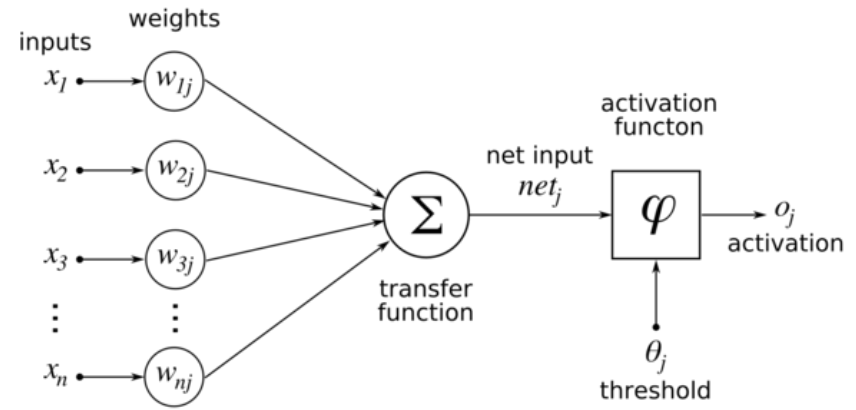 weights
inputs
x1 w1j
activation
functon
x2 w2j
net input
netj
Σ φ oj
activation
x3 w3j
transfer
function
⋮ ⋮
θj
xn wnj
threshold